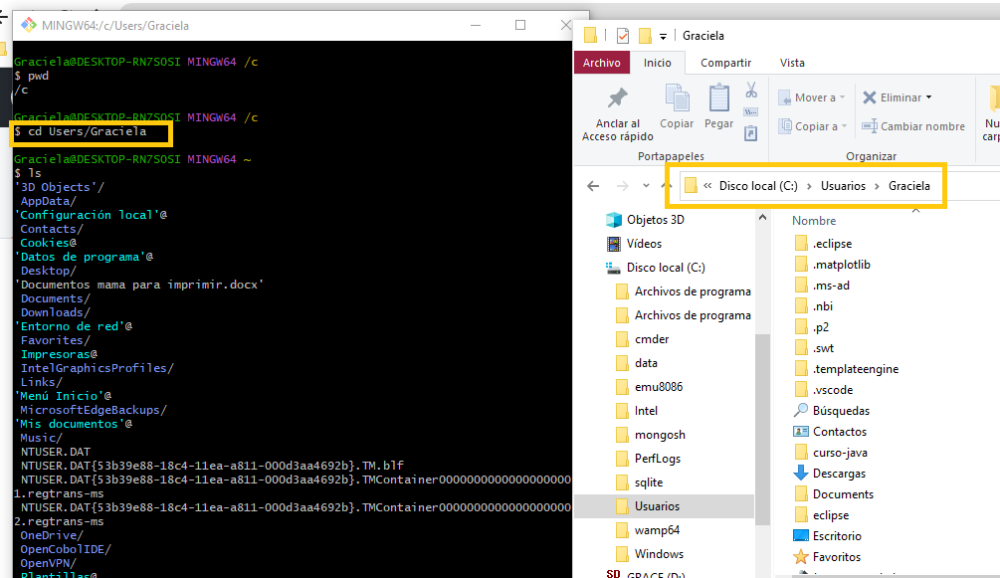 MINGW64:/c/Users/Graciela
Graciela@DESKTOP-RN7SOSI MINGW64 /c
$ pwd
/c
Graciela@DESKTOP-RN7SOSI MINGW64 /c
$ cd Users/Graciela
Graciela@DESKTOP-RN7SOSI MINGW64 ~
$ ls
'3D Objects'/
AppData/
'Configuración local'@
Contacts/
Cookies@
'Datos de programa'@
Desktop/
'Documentos mama para imprimir.docx'
Documents/
Downloads/
'Entorno de red'@
Favorites/
Impresoras@
IntelGraphicsProfiles/
Links/
'Menú Inicio'@
MicrosoftEdgeBackups/
'Mis documentos'@
Music/
NTUSER.DAT
NTUSER.DAT{53b39e88-18c4-11ea-a811-000d3aa4692b}.TM.blf
NTUSER.DAT{53b39e88-18c4-11ea-a811-000d3aa4692b}.TMContainer00000000000000000000
1.regtrans-ms
NTUSER.DAT{53b39e88-18c4-11ea-a811-000d3aa4692b}.TMContainer00000000000000000000
2.regtrans-ms
OneDrive/
OpenCobolIDE/
OpenVPN/
Plantillas@
Graciela
Archivo Inicio Compartir Vista
Anclar al
Acceso rápido
Copiar
Pegar
Mover a
Copiar a
Eliminar
Cambiar nombre
Nu
carp
Portapapeles
Organizar
« Disco local (C:) > Usuarios > Graciela
Objetos 3D
Vídeos
Disco local (C:)
Archivos de programa
Archivos de programa
cmder
data
emu8086
Intel
mongosh
PerfLogs
sqlite
Usuarios
wamp64
Windows
GRACE (D:)
Nombre
.eclipse
.matplotlib
.ms-ad
.nbi
.p2
.swt
.templateengine
.vscode
Búsquedas
Contactos
curso-java
Descargas
Documents
eclipse
Escritorio
Favoritos